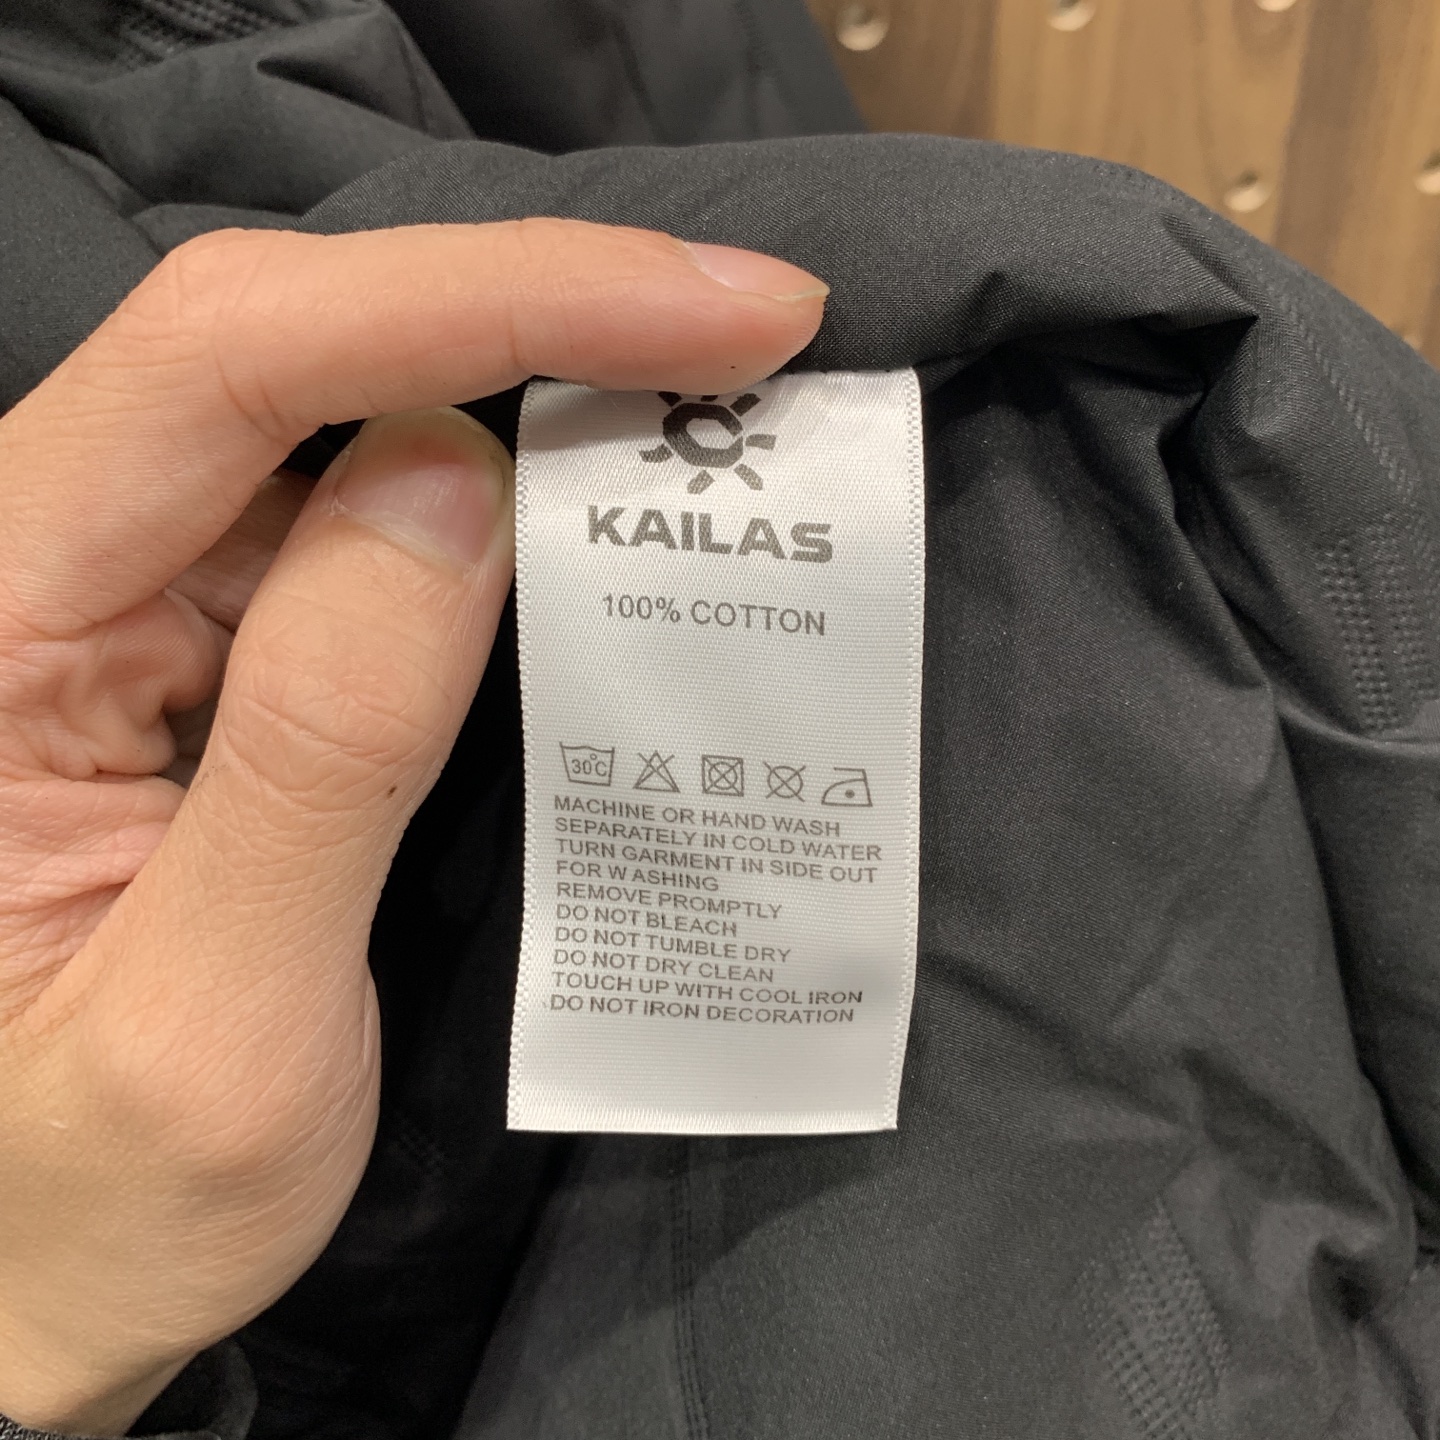 KAILAS
100% COTTON
30°C
MACHINE OR HAND WASH
SEPARATELY IN COLD WATER
TURN GARMENT IN SIDE OUT
FOR W ASHING
REMOVE PROMPTLY
DO NOT BLEACH
DO NOT TUMBLE DRY
DO NOT DRY CLEAN
TOUCH UP WITH COOL IRON
DO NOT IRON DECORATION